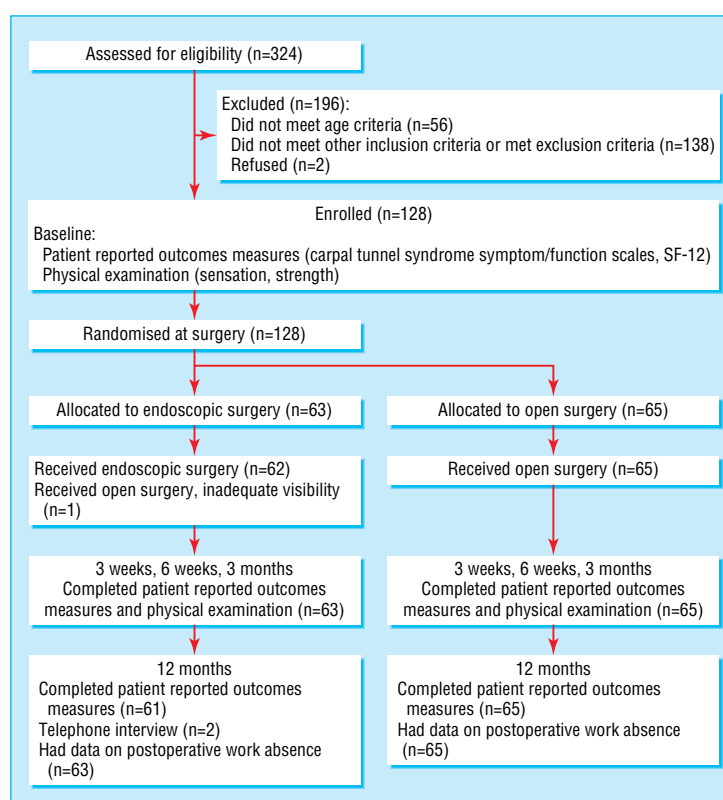 Assessed for eligibility (n=324)
Excluded (n=196):
Did not meet age criteria (n=56)
Did not meet other inclusion criteria or met exclusion criteria (n=138)
Refused (n=2)
Enrolled (n=128)
Baseline:
Patient reported outcomes measures (carpal tunnel syndrome symptom/function scales, SF-12)
Physical examination (sensation, strength)
Randomised at surgery (n=128)
Allocated to endoscopic surgery (n=63)
Allocated to open surgery (n=65)
Received endoscopic surgery (n=62)
Received open surgery, inadequate visibility
(n=1)
Received open surgery (n=65)
3 weeks, 6 weeks, 3 months
Completed patient reported outcomes
measures and physical examination (n=63)
3 weeks, 6 weeks, 3 months
Completed patient reported outcomes
measures and physical examination (n=65)
12 months
Completed patient reported outcomes
measures (n=61)
Telephone interview (n=2)
Had data on postoperative work absence
(n=63)
12 months
Completed patient reported outcomes
measures (n=65)
Had data on postoperative work absence
(n=65)